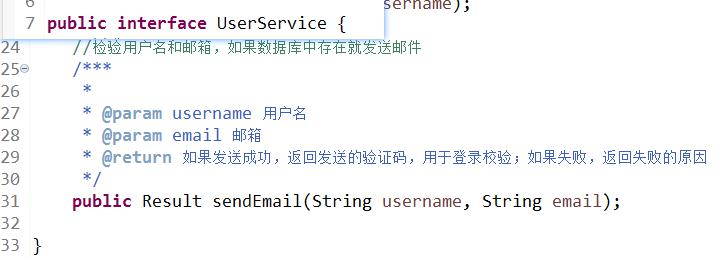 6
sername);
7 public interface UserService {
24 //检验用户名和邮箱，如果数据库中存在就发送邮件
25 /***
26 *
27 * @param username 用户名
28 * @param email 邮箱
29 * @return 如果发送成功，返回发送的验证码，用于登录校验；如果失败，返回失败的原因
30 */
31 public Result sendEmail(String username, String email);
32
33 }